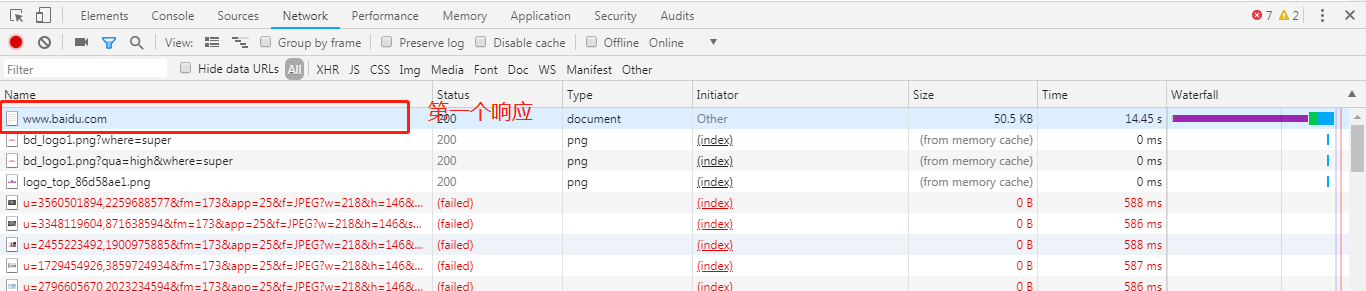 Elements Console Sources Network Performance Memory Application Security Audits 7 2
View: Group by frame Preserve log Disable cache Offline Online
Filter Hide data URLs All XHR JS CSS Img Media Font Doc WS Manifest Other
Name Status Type Initiator Size Time Waterfall
www.baidu.com 第一个响应 200 document Other 50.5 KB 14.45 s
bd_logo1.png?where=super 200 png (index) (from memory cache) 0 ms
bd_logo1.png?qua=high&where=super 200 png (index) (from memory cache) 0 ms
logo_top_86d58ae1.png 200 png (index) (from memory cache) 0 ms
u=3560501894,2259688577&fm=173&app=25&f=JPEG?w=218&h=146&... (failed) (index) 0 B 588 ms
u=3348119604,871638594&fm=173&app=25&f=JPEG?w=218&h=146&s... (failed) (index) 0 B 586 ms
u=2455223492,1900975885&fm=173&app=25&f=JPEG?w=218&h=146&... (failed) (index) 0 B 588 ms
u=1729454926,3859724934&fm=173&app=25&f=JPEG?w=218&h=146&... (failed) (index) 0 B 587 ms
u=2796605670,2023234594&fm=173&app=25&f=JPEG?w=218&h=146&... (failed) (index) 0 B 586 ms